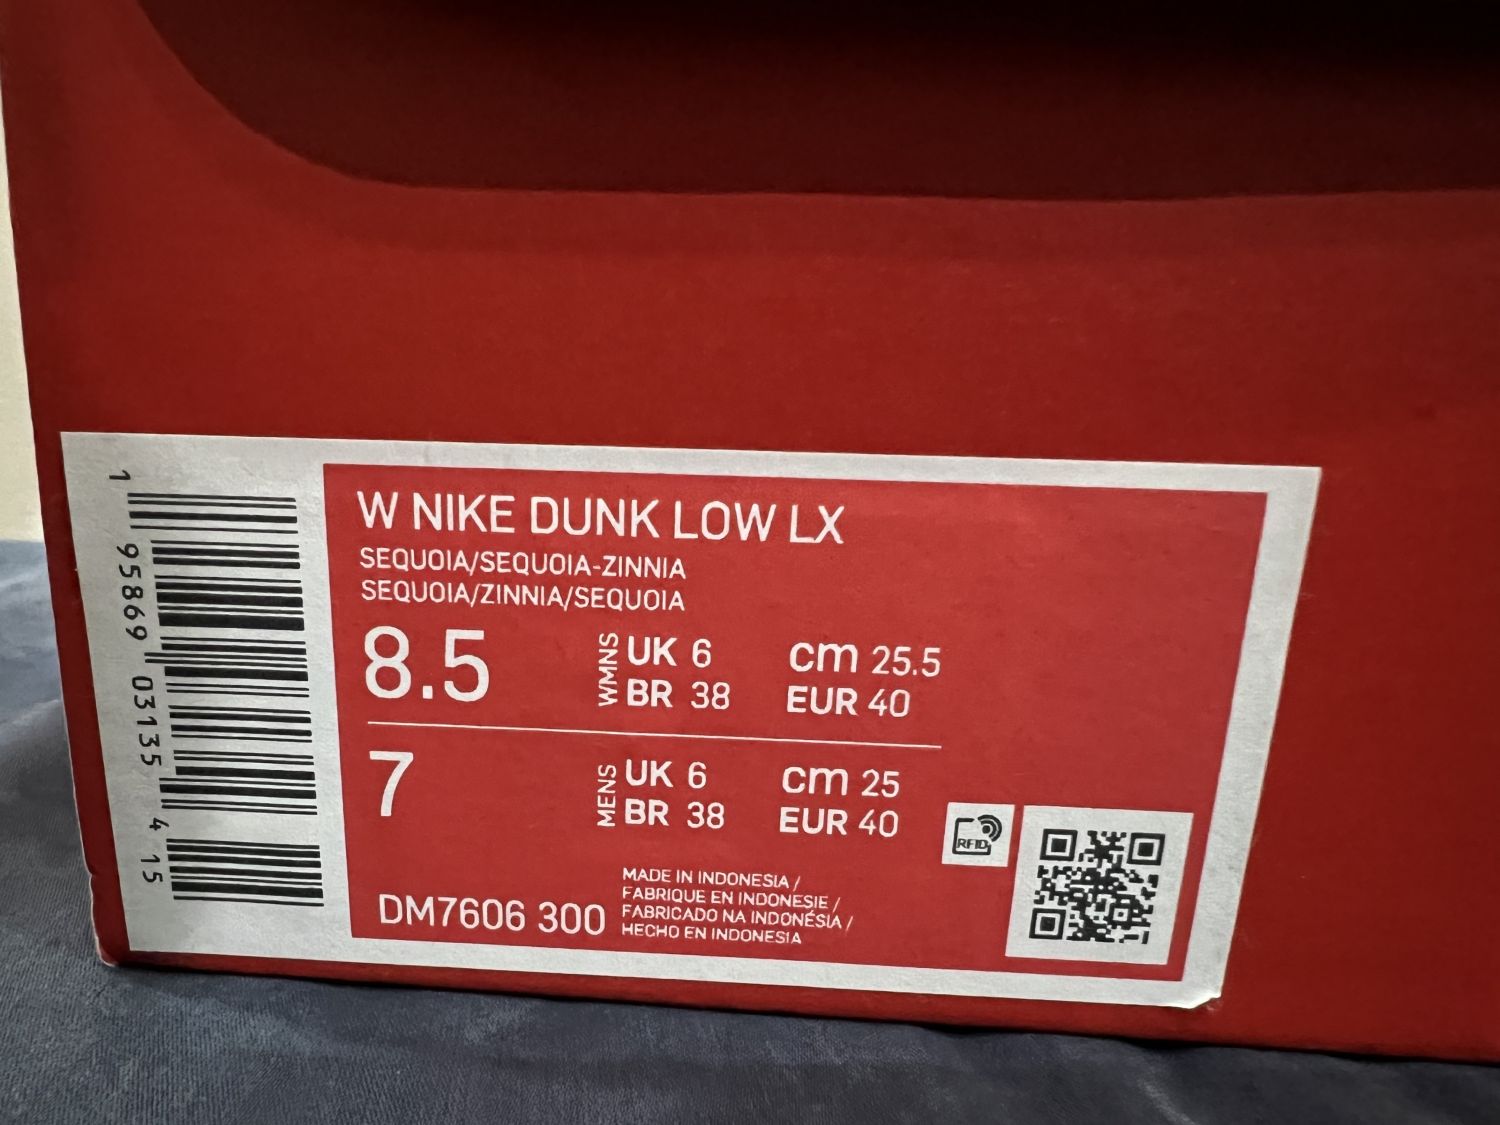 W NIKE DUNK LOW LX
SEQUOIA/SEQUOIA-ZINNIA
SEQUOIA/ZINNIA/SEQUOIA
8.5
WMNS
UK 6
cm 25.5
BR 38
EUR 40
7
MENS
UK 6
cm 25
BR 38
EUR 40
RFID
DM7606 300
MADE IN INDONESIA /
FABRIQUE EN INDONESIE /
FABRICADO NA INDONÉSIA /
HECHO EN INDONESIA
1 95869 03135 4 15